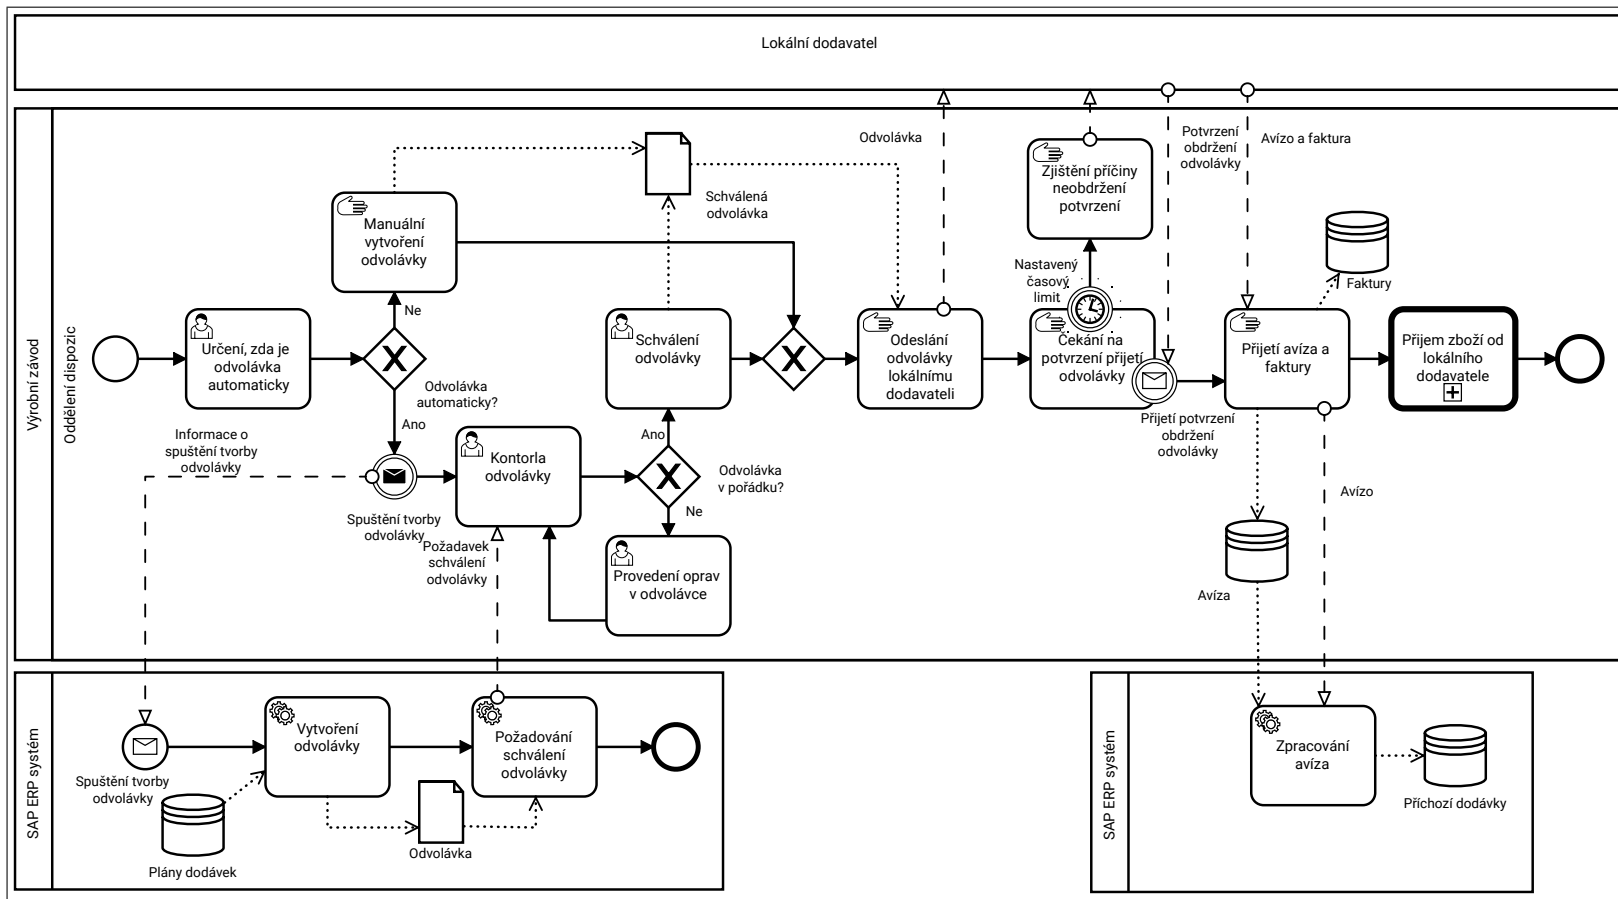 Lokální dodavatel
Výrobní závod
Oddělení dispozic
Určení, zda je
odvolávka
automaticky
Manuální
vytvoření
odvolávky
Ne
Odvolávka
automaticky?
Ano
Informace o
spuštění tvorby
odvolávky
Spuštění tvorby
odvolávky
Kontorla
odvolávky
Požadavek
schválení
odvolávky
Schválená
odvolávka
Schválení
odvolávky
Ano
Odvolávka
v pořádku?
Ne
Provedení oprav
v odvolávce
Odvolávka
Odeslání
odvolávky
lokálnímu
dodavateli
Zjištění příčiny
neobdržení
potvrzení
Nastavený
časový
limit
Čekání na
potvrzení přijetí
odvolávky
Potvrzení
obdržení
odvolávky
Avízo a faktura
Přijetí potvrzení
obdržení
odvolávky
Přijetí avíza a
faktury
Faktury
Přijem zboží od
lokálního
dodavatele
Avízo
Avíza
SAP ERP systém
Spuštění tvorby
odvolávky
Plány dodávek
Vytvoření
odvolávky
Odvolávka
Požadování
schválení
odvolávky
SAP ERP systém
Zpracování
avíza
Příchozí dodávky